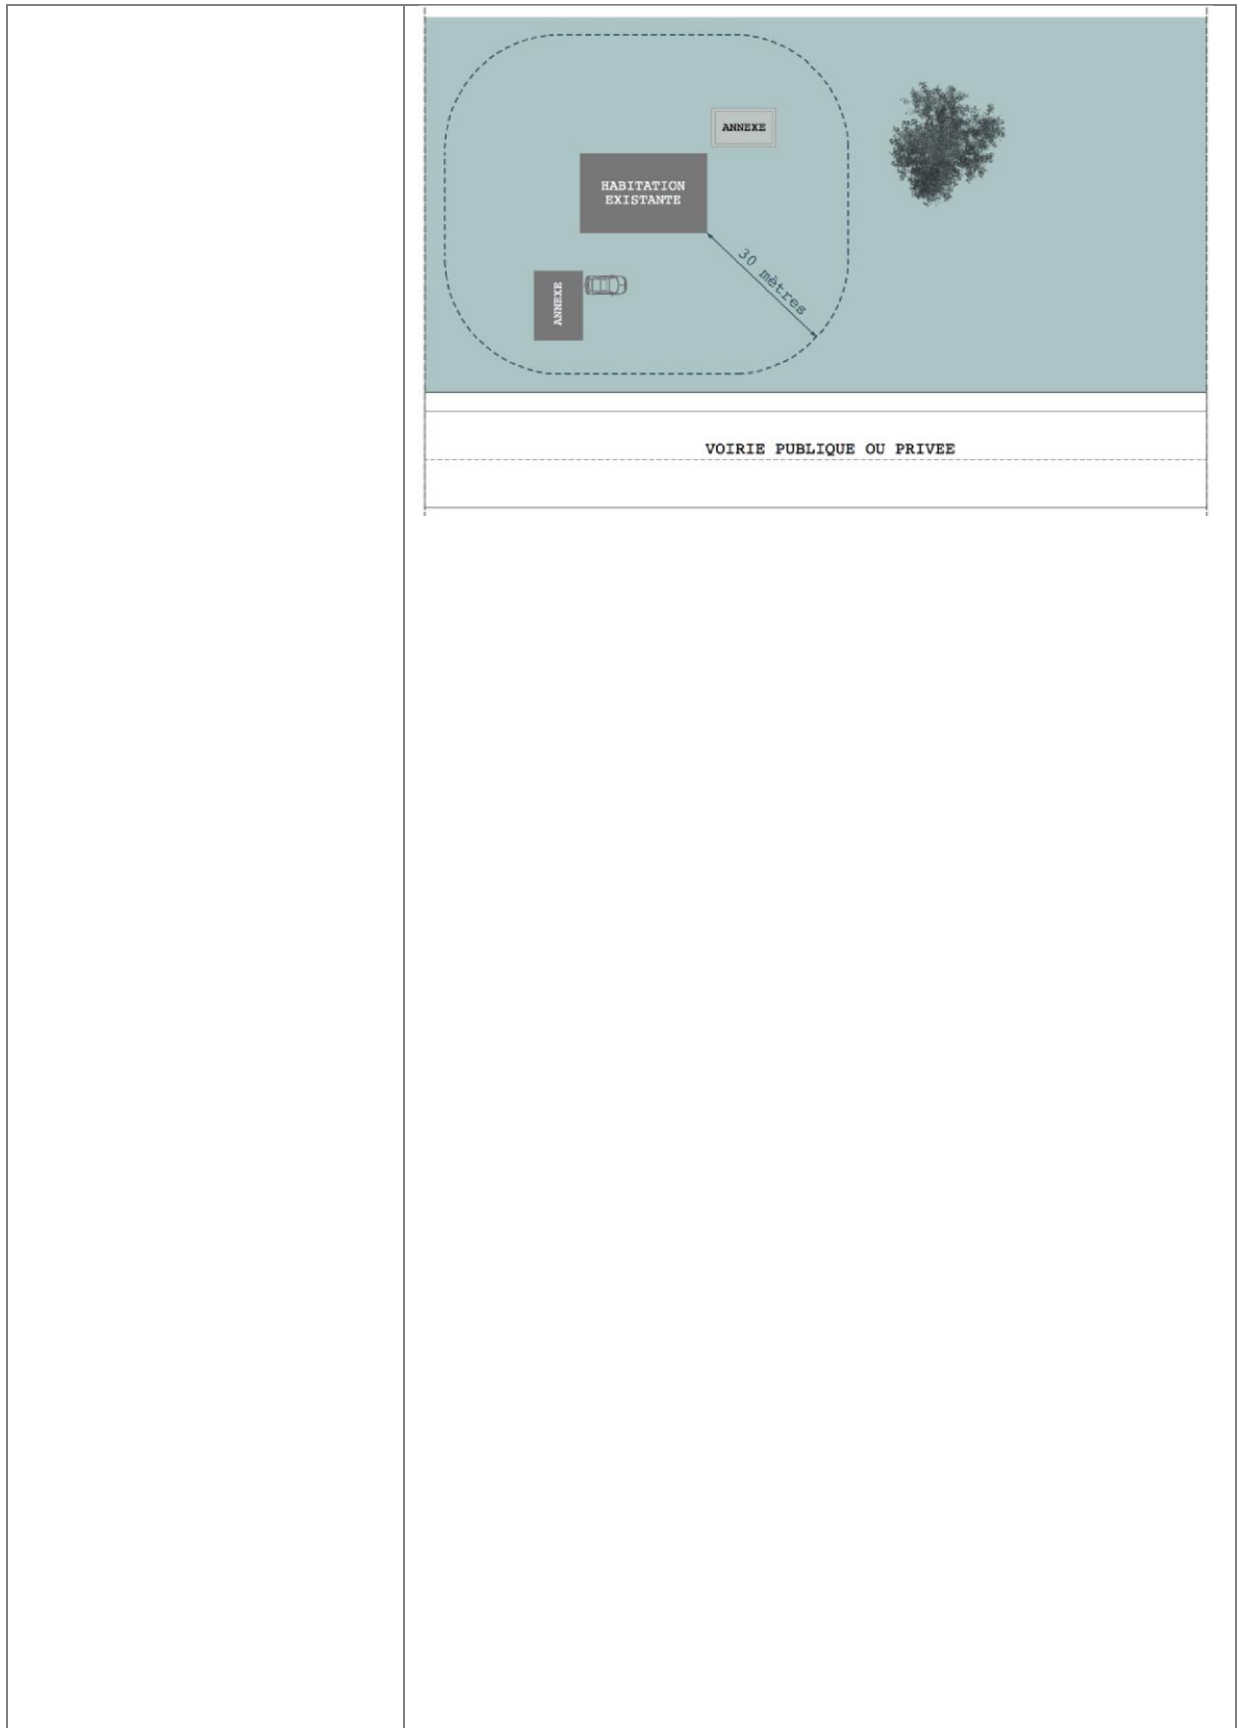 ANNEXE
HABITATION
EXISTANTE
30 mètres
ANNEXE
VOIRIE PUBLIQUE OU PRIVEE